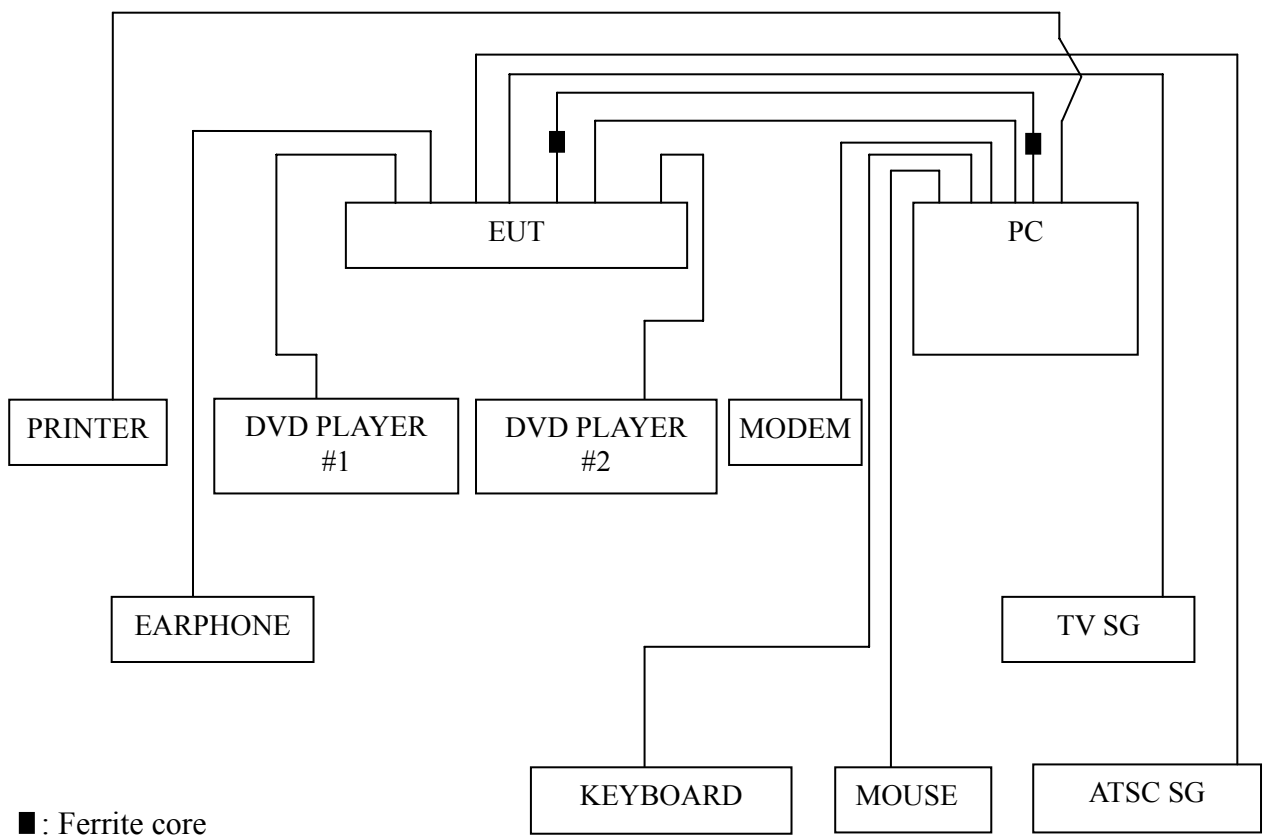 EUT
PC
PRINTER
DVD PLAYER
#1
DVD PLAYER
#2
MODEM
EARPHONE
TV SG
KEYBOARD
MOUSE
ATSC SG
: Ferrite core